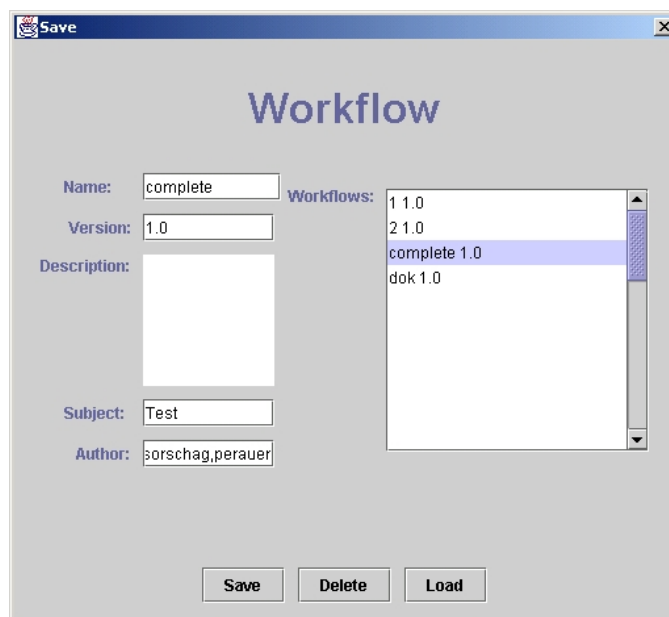 Save
Workflow
Name: complete
Version: 1.0
Description:
Subject: Test
Author: sorschag,perauer
Workflows:
1 1.0
2 1.0
complete 1.0
dok 1.0
Save Delete Load